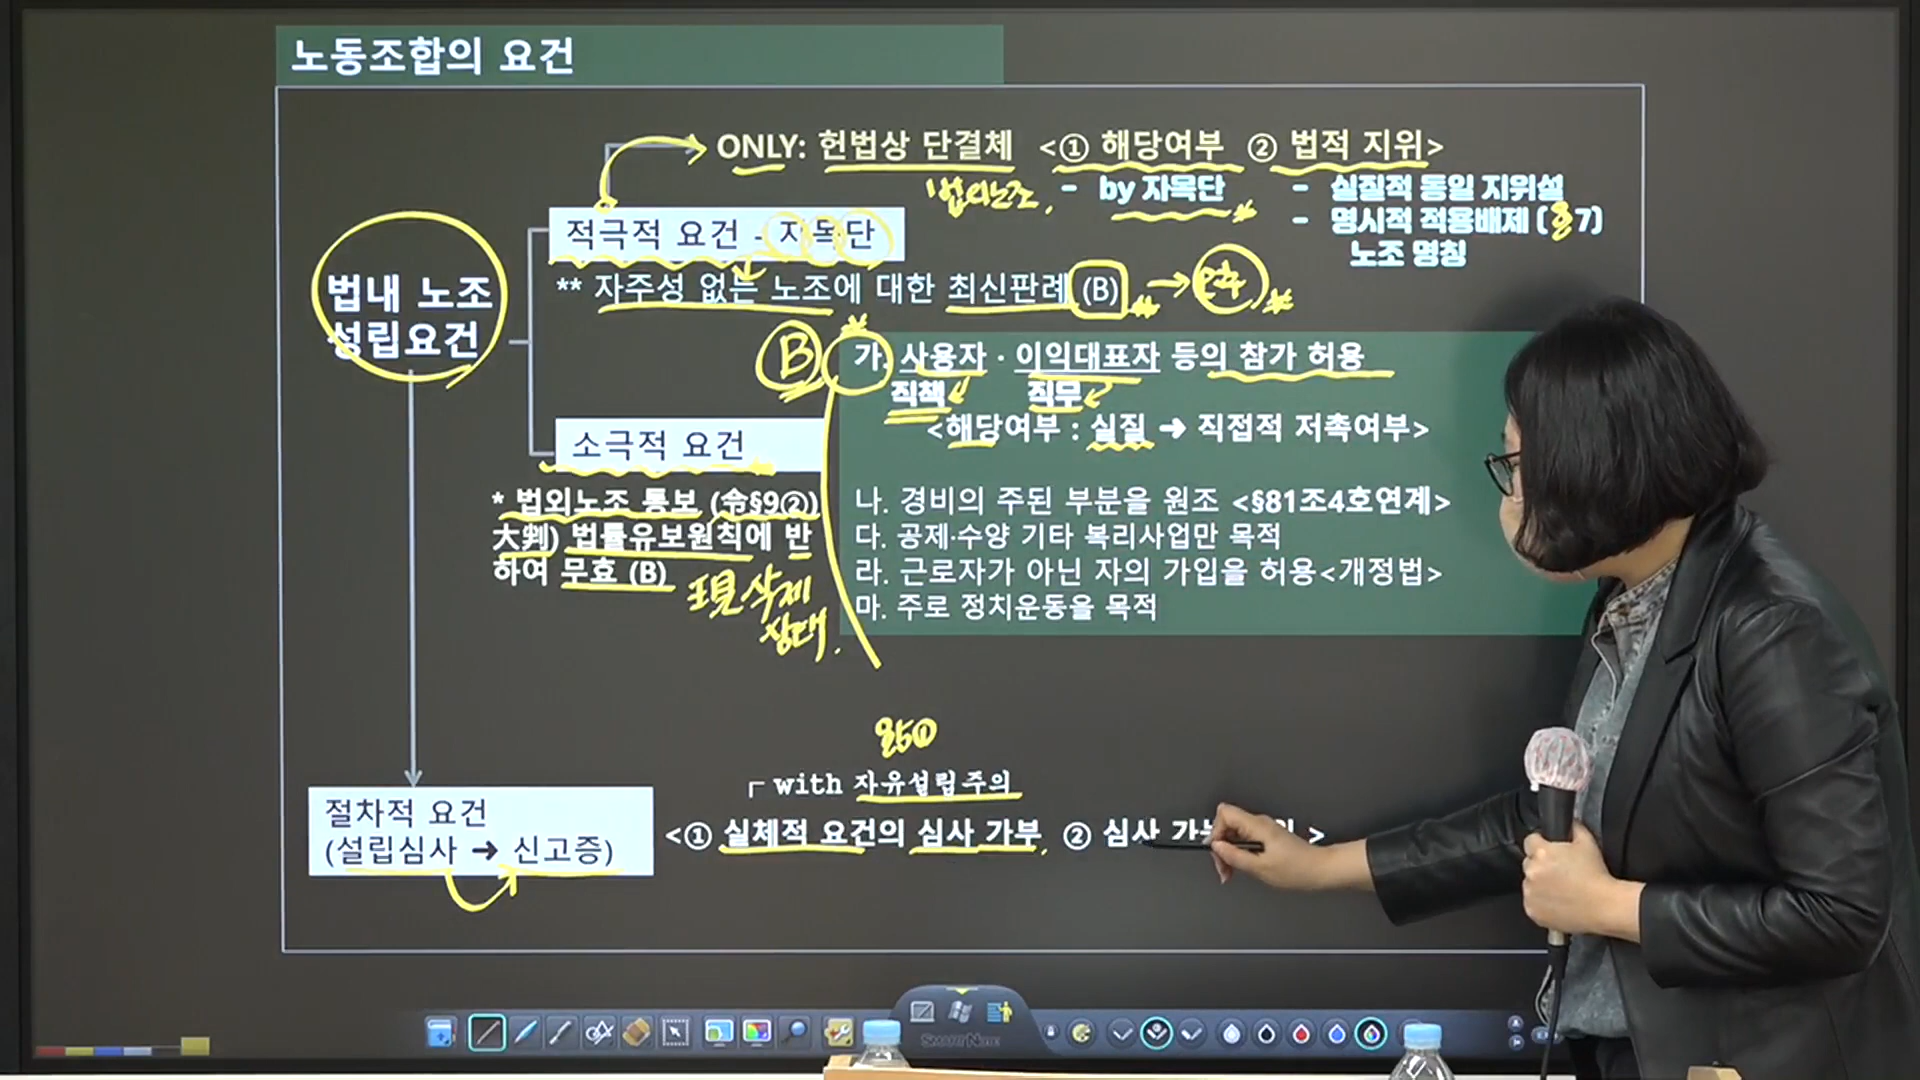 노동조합의 요건
ONLY: 헌법상 단결체 <① 해당여부 ② 법적 지위>
법외노조.
- by 자목단
- 실질적 동일 지위설
- 명시적 적용배제 (7)
노조 명칭
적극적 요건 - 자목단
** 자주성 없는 노조에 대한 최신판례 (B) →
법내 노조
성립요건
B
가. 사용자 · 이익대표자 등의 참가 허용
직책 직무
<해당여부 : 실질 → 직접적 저촉여부>
소극적 요건
* 법외노조 통보 (令§9②)
大判) 법률유보원칙에 반
하여 무효 (B)
現 삭제
상태.
나. 경비의 주된 부분을 원조 <§81조4호연계>
다. 공제·수양 기타 복리사업만 목적
라. 근로자가 아닌 자의 가입을 허용<개정법>
마. 주로 정치운동을 목적
5①
┌ with 자유설립주의
절차적 요건
(설립심사 → 신고증)
<① 실체적 요건의 심사 가부, ② 심사 >